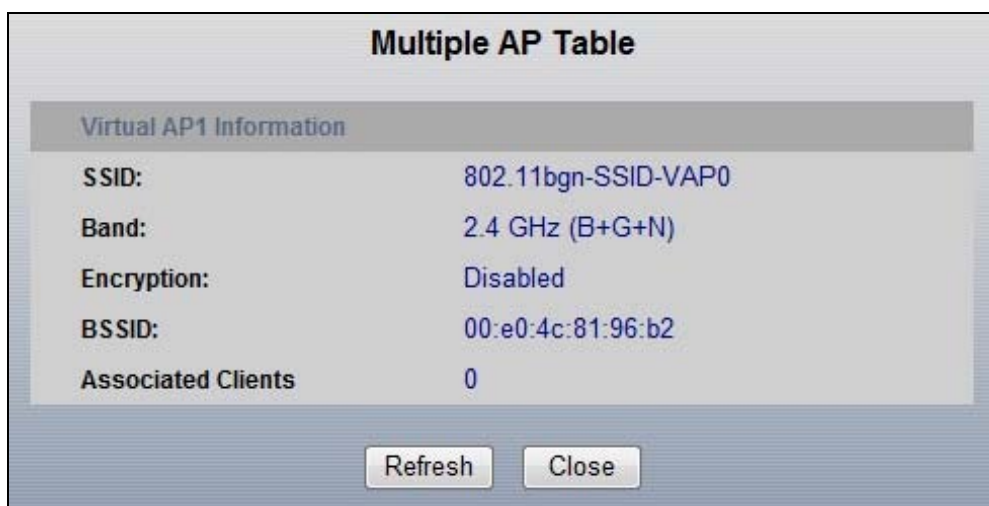 Multiple AP Table
Virtual AP1 Information
SSID: 802.11bgn-SSID-VAP0
Band: 2.4 GHz (B+G+N)
Encryption: Disabled
BSSID: 00:e0:4c:81:96:b2
Associated Clients 0
Refresh Close